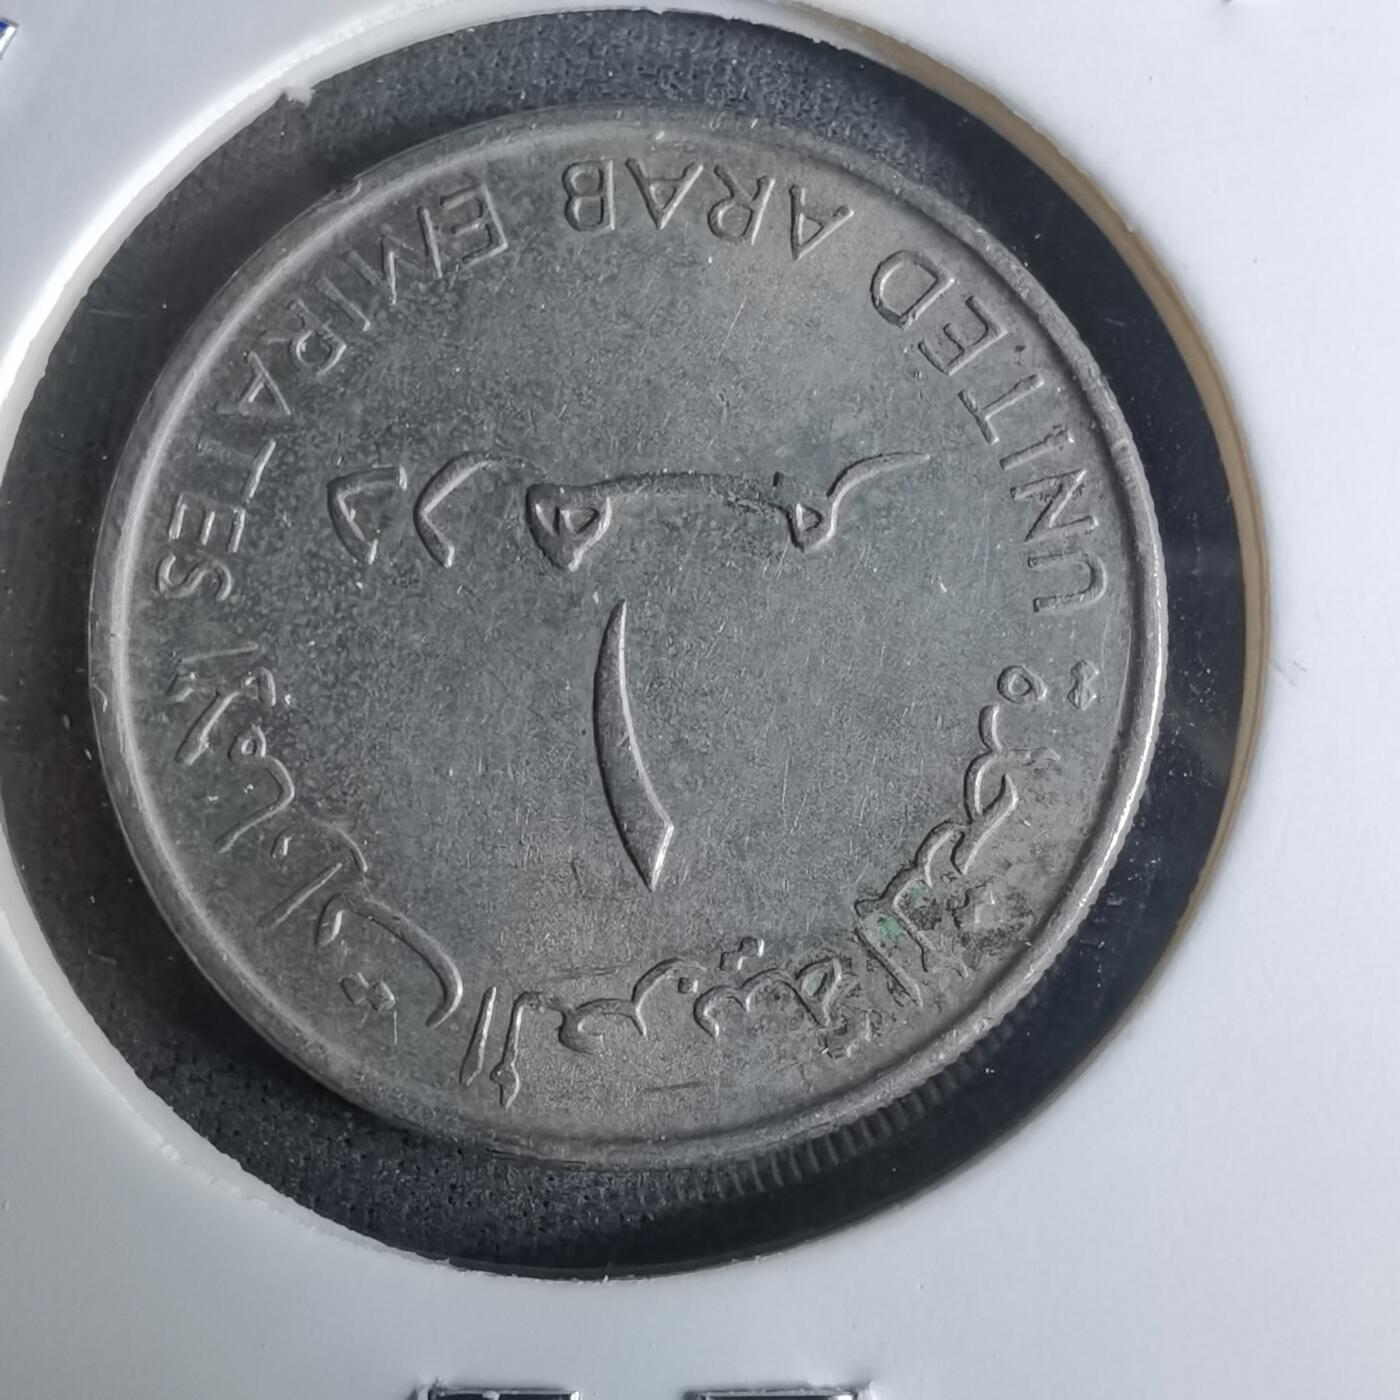 الإمارات العربية المتحدة
١
درهم
UNITED ARAB EMIRATES